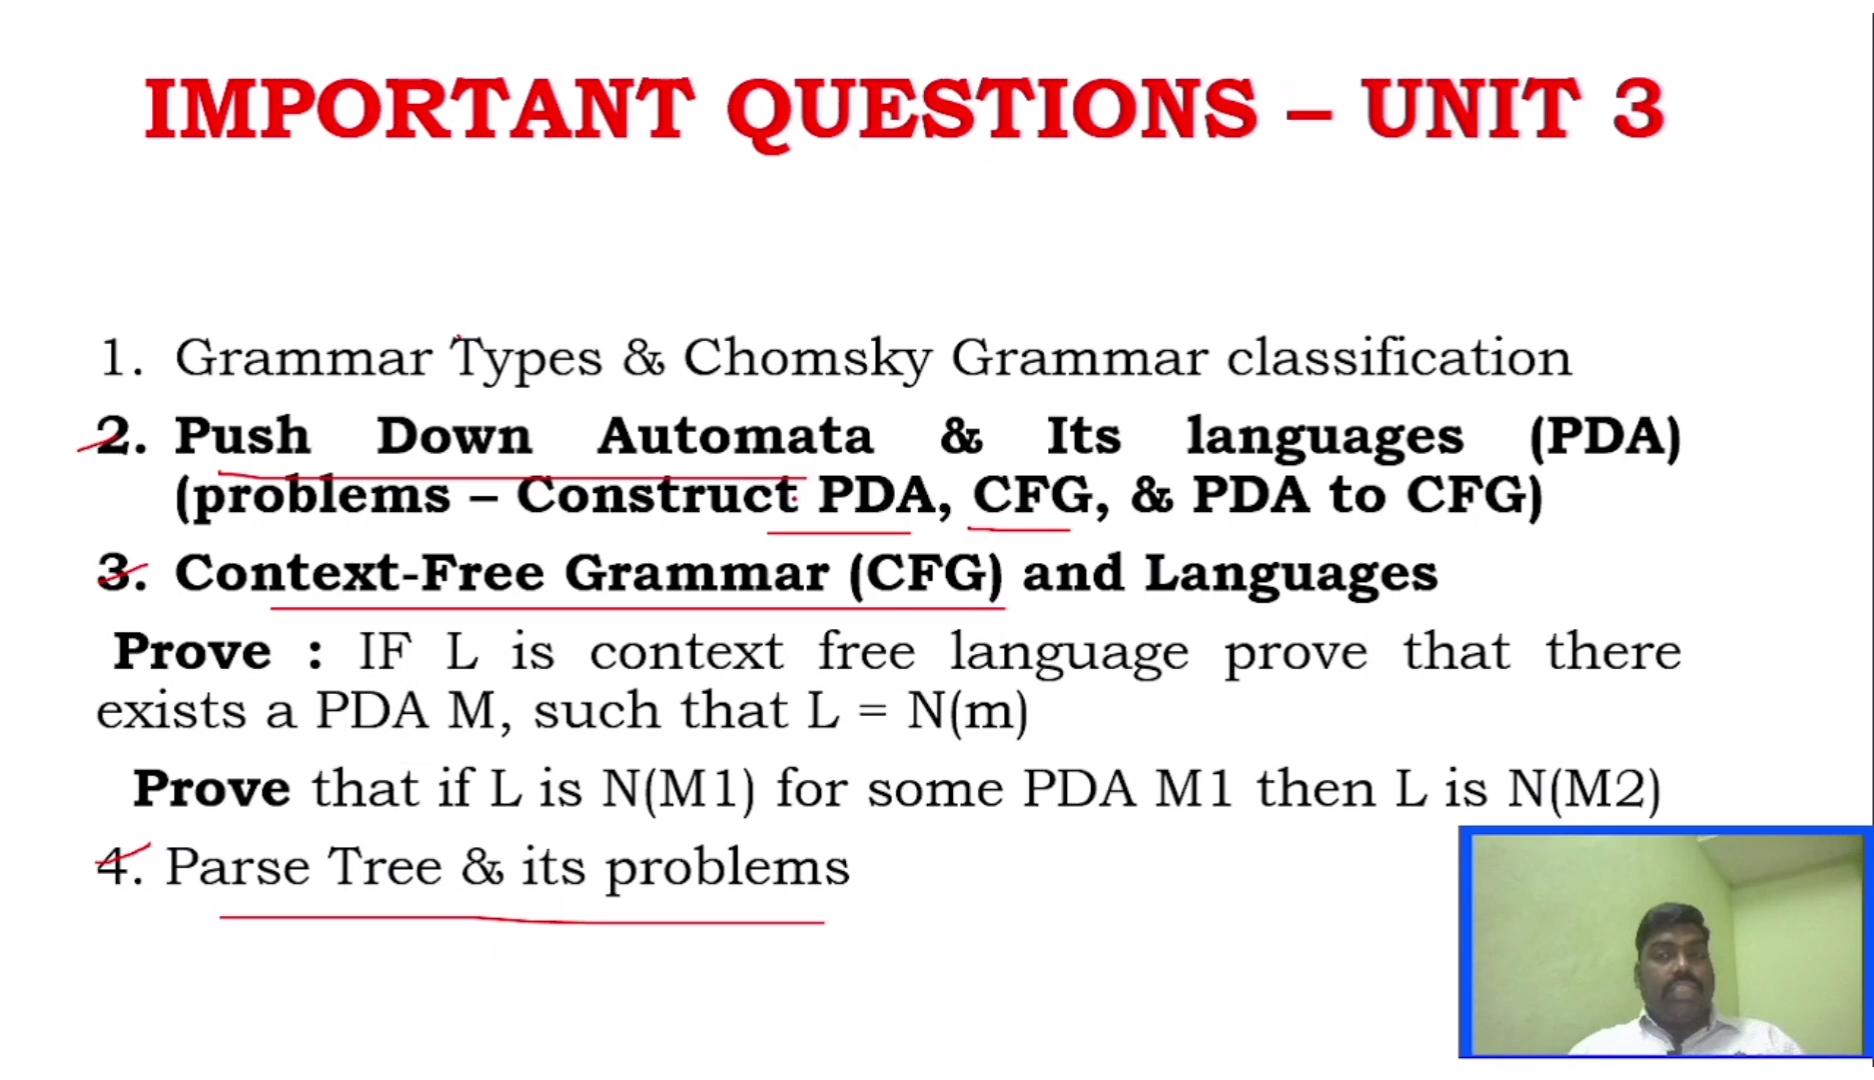 IMPORTANT QUESTIONS – UNIT 3
1. Grammar Types & Chomsky Grammar classification
2. Push Down Automata & Its languages (PDA)
(problems – Construct PDA, CFG, & PDA to CFG)
3. Context-Free Grammar (CFG) and Languages
Prove : IF L is context free language prove that there
exists a PDA M, such that L = N(m)
Prove that if L is N(M1) for some PDA M1 then L is N(M2)
4. Parse Tree & its problems